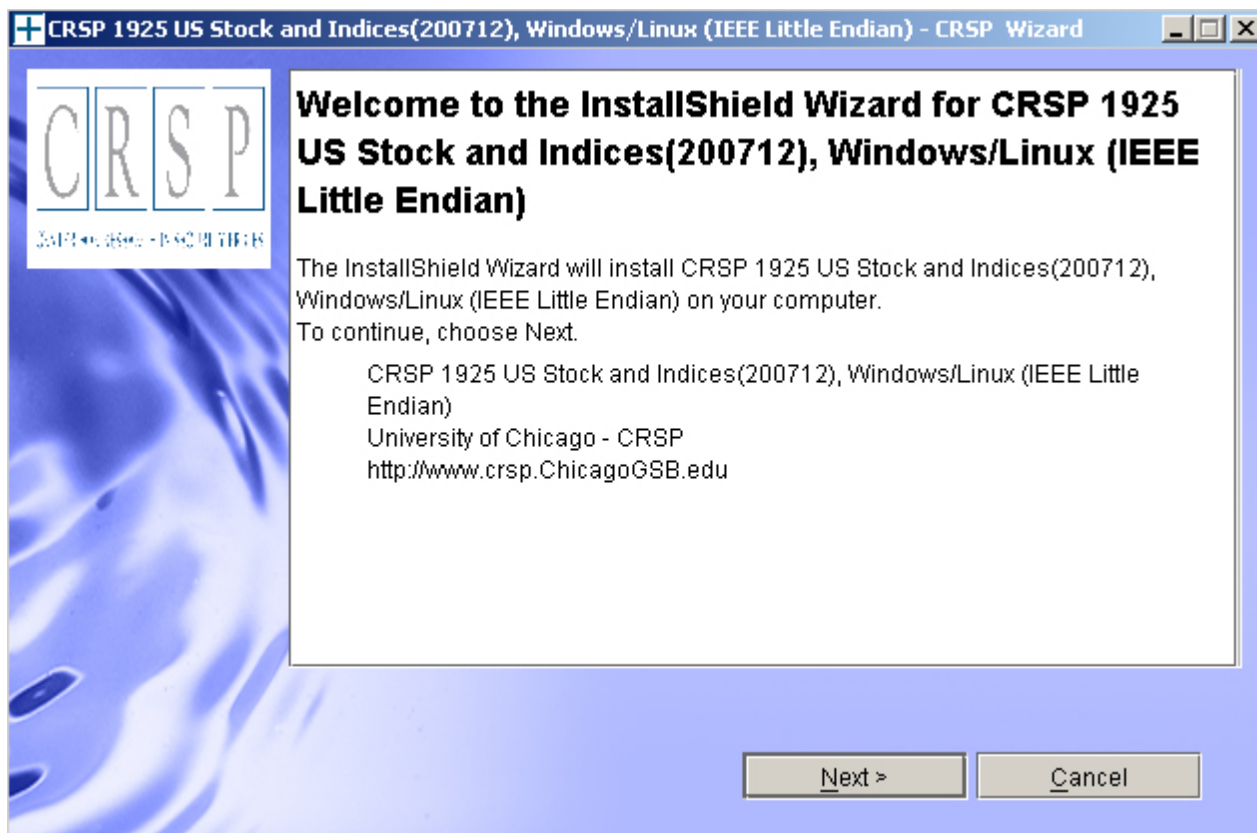 CRSP 1925 US Stock and Indices(200712), Windows/Linux (IEEE Little Endian) - CRSP Wizard
CRSP
Welcome to the InstallShield Wizard for CRSP 1925
US Stock and Indices(200712), Windows/Linux (IEEE
Little Endian)
The InstallShield Wizard will install CRSP 1925 US Stock and Indices(200712),
Windows/Linux (IEEE Little Endian) on your computer.
To continue, choose Next.
CRSP 1925 US Stock and Indices(200712), Windows/Linux (IEEE Little
Endian)
University of Chicago - CRSP
http://www.crsp.ChicagoGSB.edu
Next >
Cancel